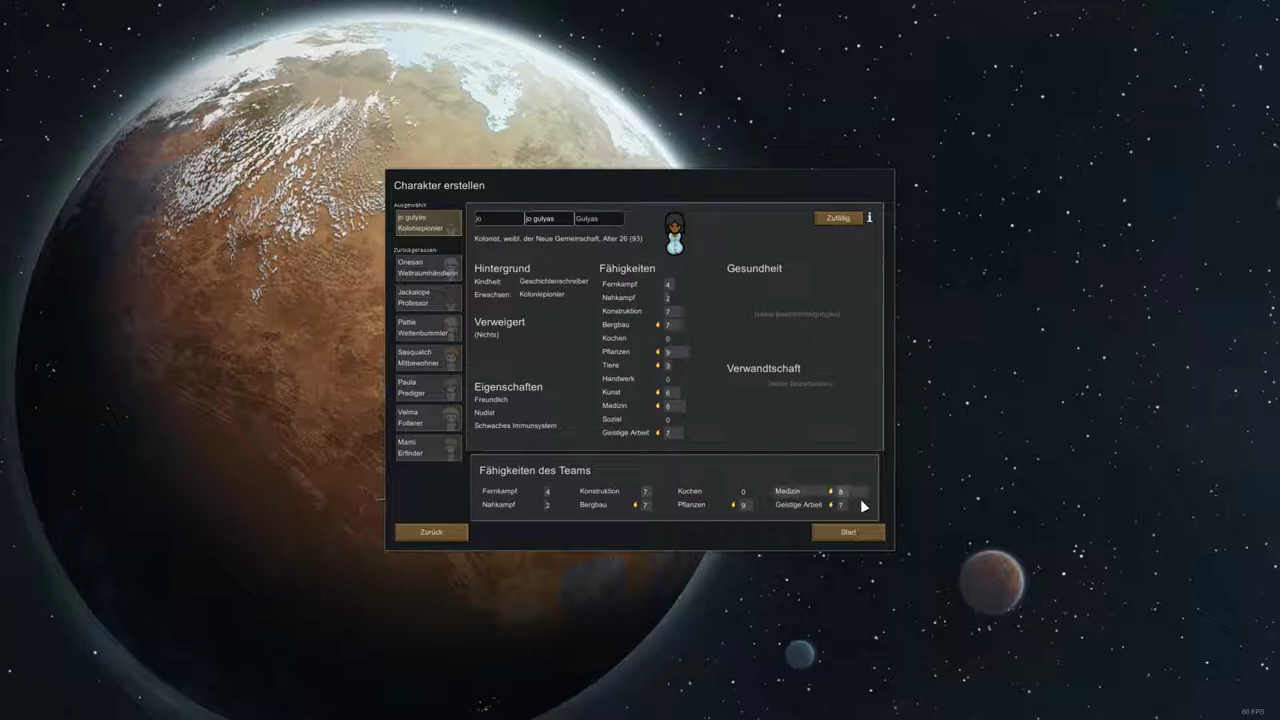 Charakter erstellen
Ausgewählt
jo gulyas
Koloniepionier
Zurückgelassen
Onesan
Weltraumhändlerin
Jackalope
Professor
Pattie
Weltenbummler
Sasquatch
Mitbewohner
Paula
Prediger
Velma
Folterer
Mami
Erfinder
jo
jo gulyas
Gulyas
Zufällig
Kolonist, weibl. der Neue Gemeinschaft, Alter 26 (93)
Hintergrund
Kindheit: Geschichtenschreiber
Erwachsen: Koloniepionier
Verweigert
(Nichts)
Eigenschaften
Freundlich
Nudist
Schwaches Immunsystem
Fähigkeiten
Fernkampf 4
Nahkampf 2
Konstruktion 7
Bergbau 7
Kochen 0
Pflanzen 9
Tiere 3
Handwerk 0
Kunst 6
Medizin 8
Sozial 0
Geistige Arbeit 7
Gesundheit
(keine Beeinträchtigungen)
Verwandtschaft
(keine Beziehungen)
Fähigkeiten des Teams
Fernkampf 4 Konstruktion 7 Kochen 0 Medizin 8
Nahkampf 2 Bergbau 7 Pflanzen 9 Geistige Arbeit 7
Zurück
Start
60 FPS